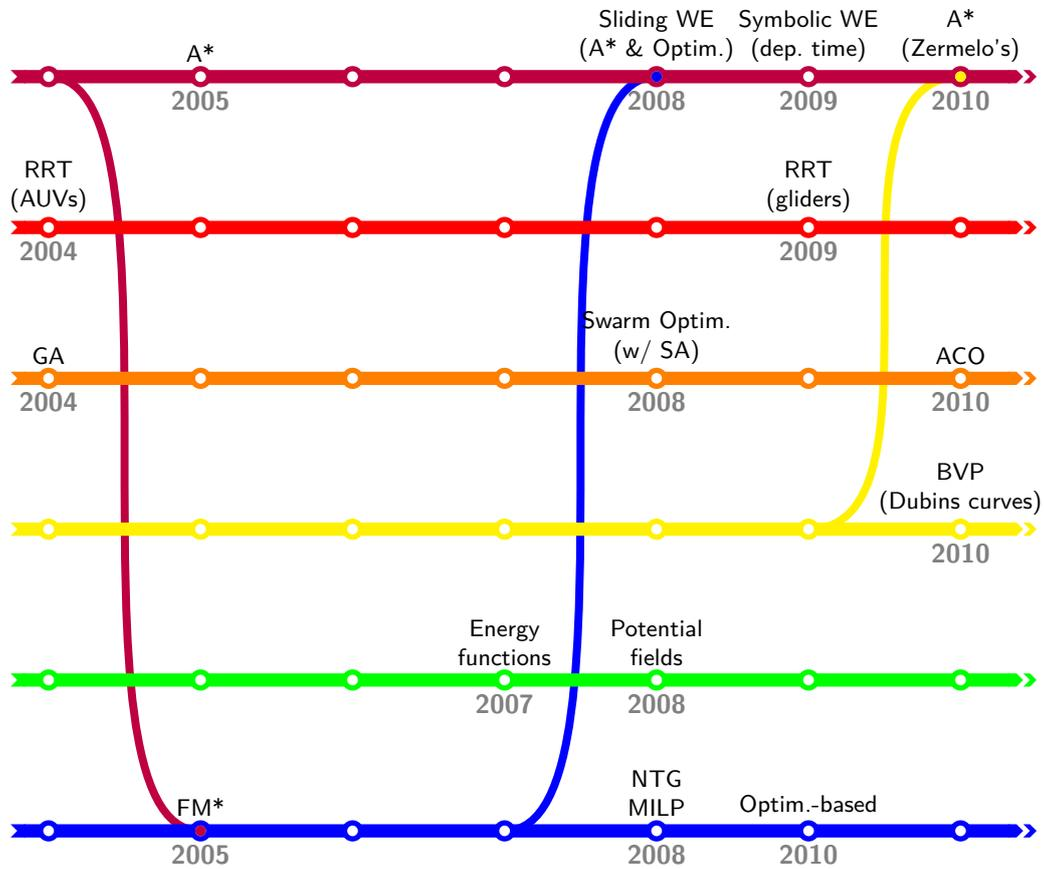 Sliding WE
(A* & Optim.)
Symbolic WE
(dep. time)
A*
(Zermelo's)
A*
2005
2008
2009
2010
RRT
(AUVs)
RRT
(gliders)
2004
2009
Swarm Optim.
(w/ SA)
GA
ACO
2004
2008
2010
BVP
(Dubins curves)
2010
Energy
functions
Potential
fields
2007
2008
NTG
MILP
FM*
Optim.-based
2005
2008
2010